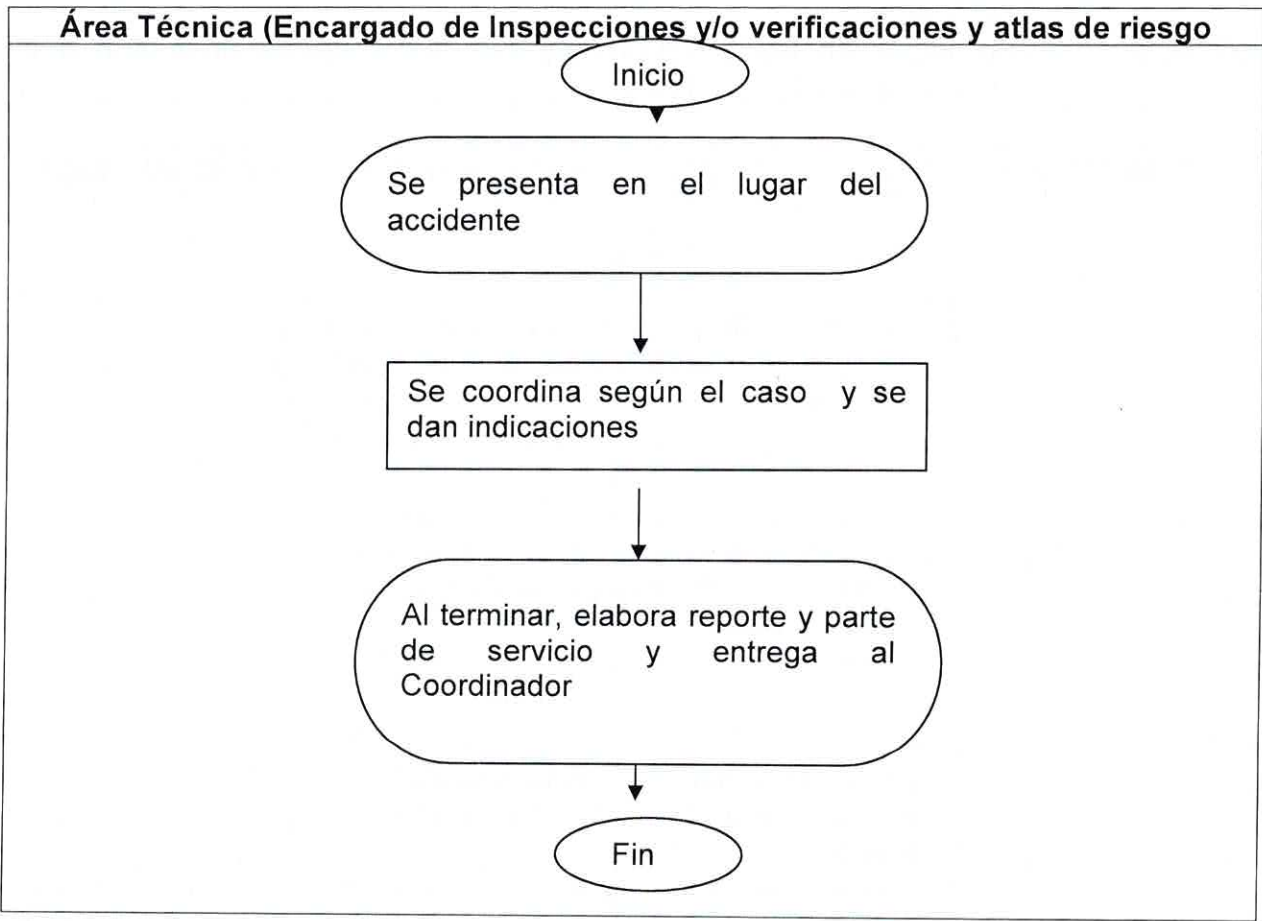 Área Técnica (Encargado de Inspecciones y/o verificaciones y atlas de riesgo
Inicio
Se presenta en el lugar del
accidente
Se coordina según el caso y se
dan indicaciones
Al terminar, elabora reporte y parte
de servicio y entrega al
Coordinador
Fin